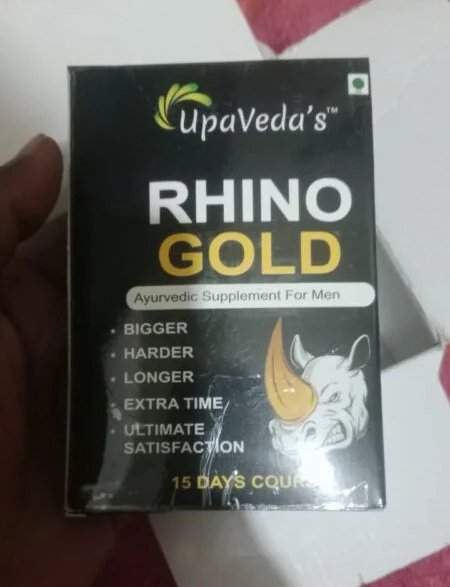 UpaVeda's™
RHINO
GOLD
Ayurvedic Supplement For Men
• BIGGER
• HARDER
• LONGER
• EXTRA TIME
• ULTIMATE
SATISFACTION
15 DAYS